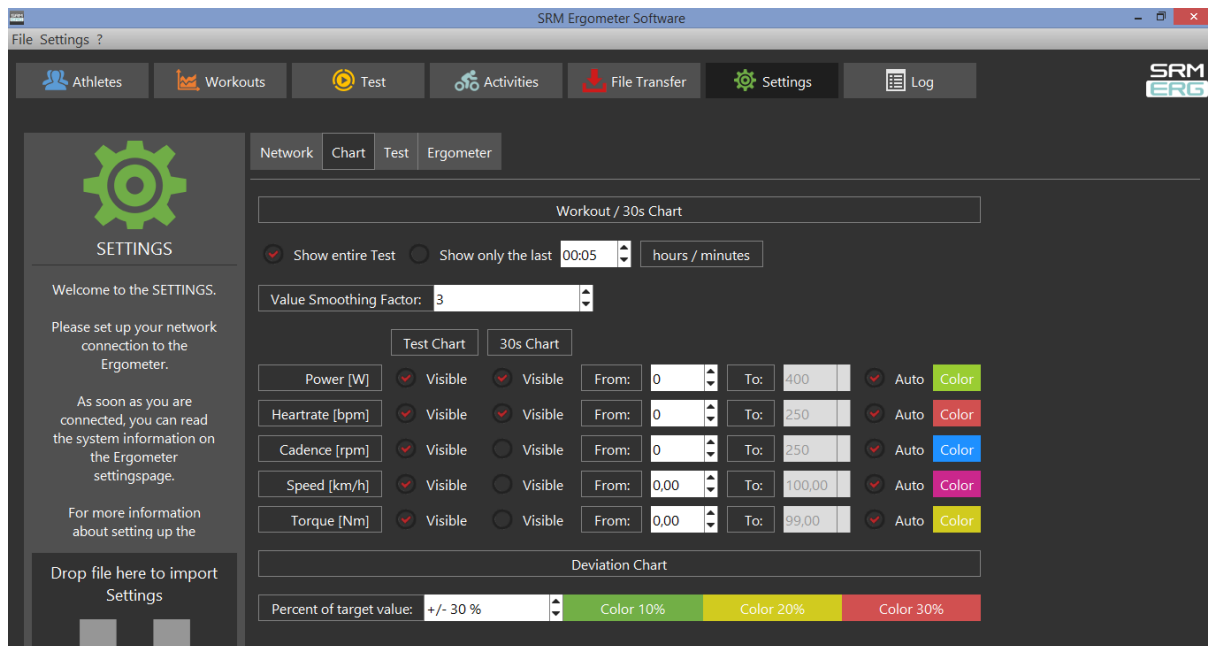 SRM Ergometer Software
File Settings ?
Athletes Workouts Test Activities File Transfer Settings Log
SRM
ERG
Network Chart Test Ergometer
SETTINGS
Welcome to the SETTINGS.
Please set up your network
connection to the
Ergometer.
As soon as you are
connected, you can read
the system information on
the Ergometer
settingspage.
For more information
about setting up the
Drop file here to import
Settings
Workout / 30s Chart
Show entire Test Show only the last 00:05 hours / minutes
Value Smoothing Factor: 3
Test Chart 30s Chart
Power [W] Visible Visible From: 0 To: 400 Auto Color
Heartrate [bpm] Visible Visible From: 0 To: 250 Auto Color
Cadence [rpm] Visible Visible From: 0 To: 250 Auto Color
Speed [km/h] Visible Visible From: 0,00 To: 100,00 Auto Color
Torque [Nm] Visible Visible From: 0,00 To: 99,00 Auto Color
Deviation Chart
Percent of target value: +/- 30 % Color 10% Color 20% Color 30%